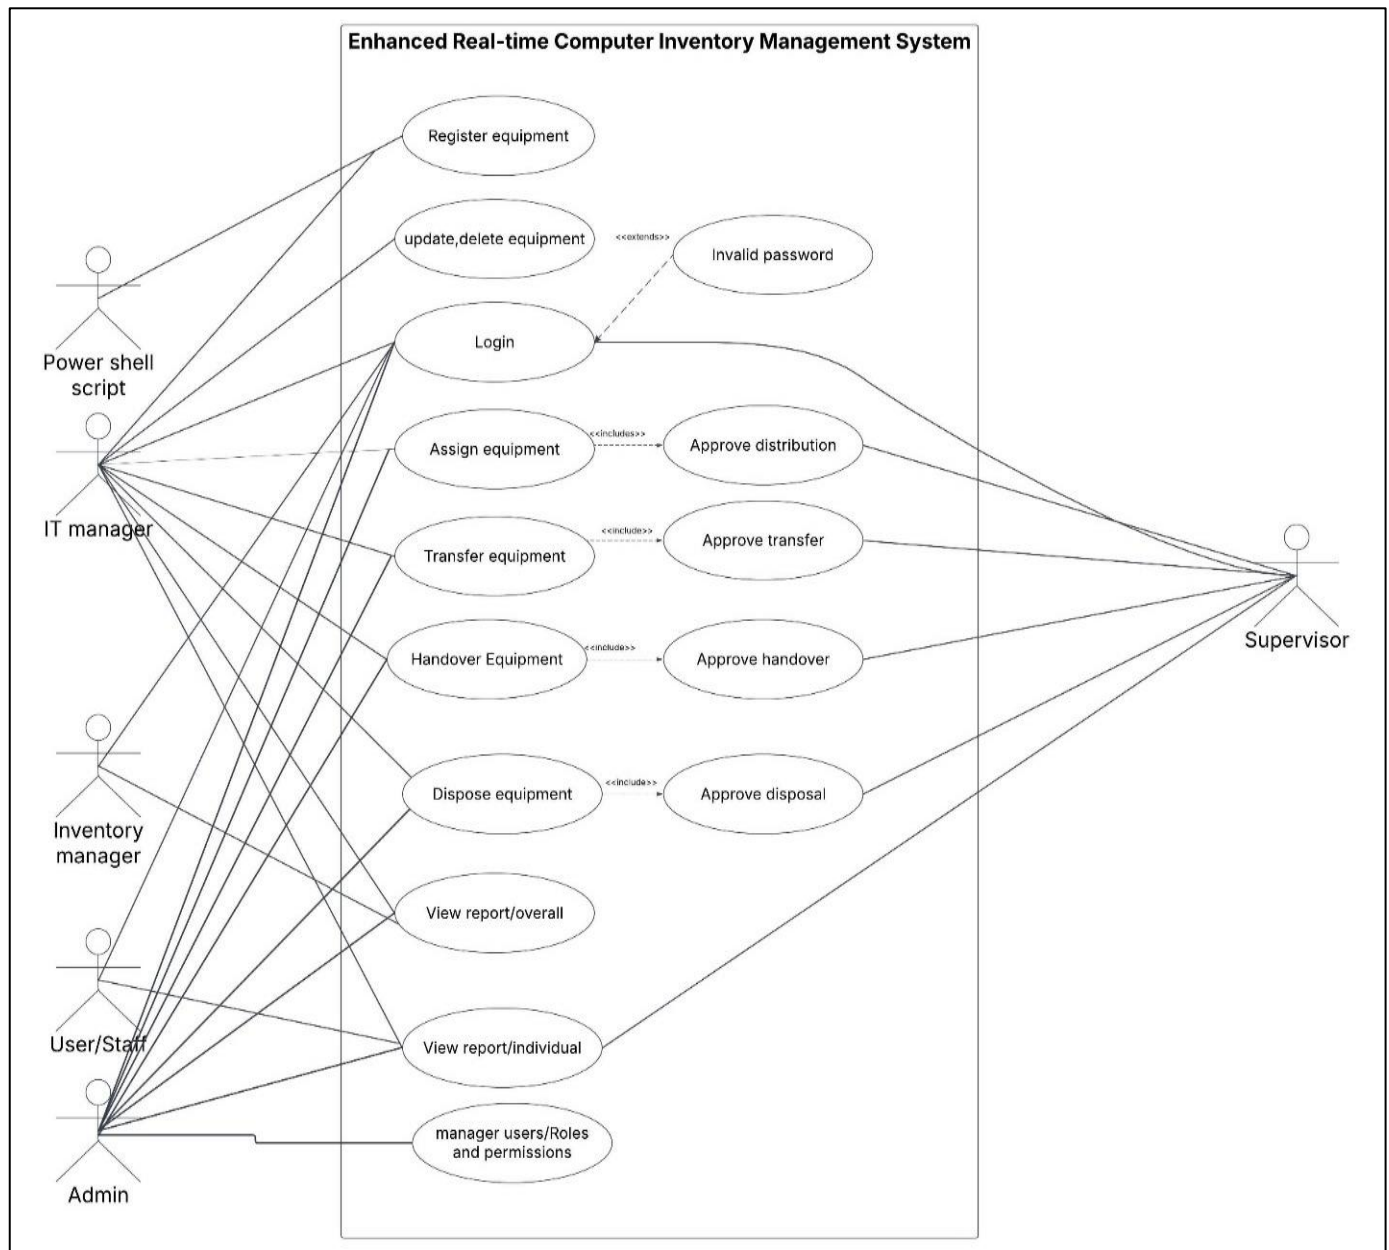 Enhanced Real-time Computer Inventory Management System
Register equipment
update,delete equipment
<<extends>>
Invalid password
Power shell
script
Login
IT manager
Assign equipment
<<includes>>
Approve distribution
Transfer equipment
<<include>>
Approve transfer
Supervisor
Handover Equipment
<<include>>
Approve handover
Inventory
manager
Dispose equipment
<<include>>
Approve disposal
View report/overall
User/Staff
View report/individual
manager users/Roles
and permissions
Admin